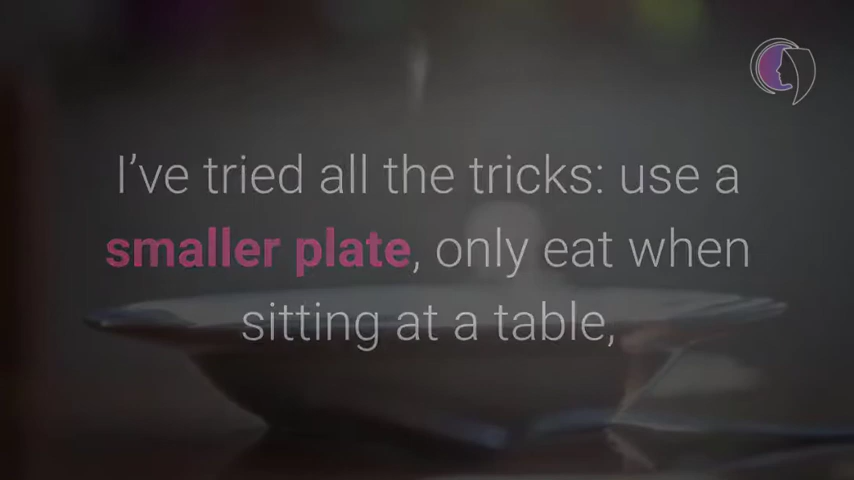 I’ve tried all the tricks: use a
smaller plate, only eat when
sitting at a table,